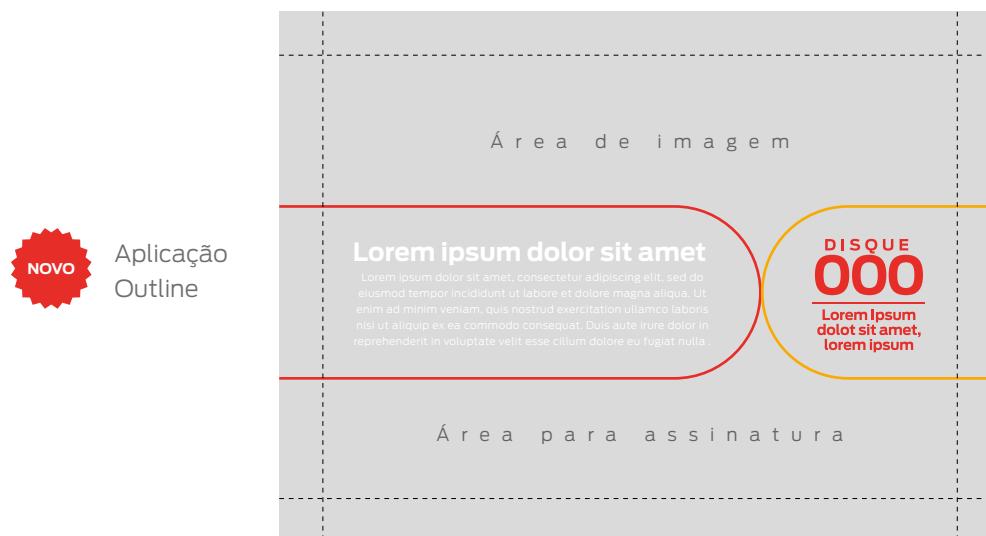 NOVO
Aplicação
Outline
Área de imagem
Lorem ipsum dolor sit amet
Lorem ipsum dolor sit amet, consectetur adipiscing elit, sed do
eiusmod tempor incididunt ut labore et dolore magna aliqua. Ut
enim ad minim veniam, quis nostrud exercitation ullamco laboris
nisi ut aliquip ex ea commodo consequat. Duis aute irure dolor in
reprehenderit in voluptate velit esse cillum dolore eu fugiat nulla .
DISQUE
000
Lorem Ipsum
dolot sit amet,
lorem ipsum
Área para assinatura